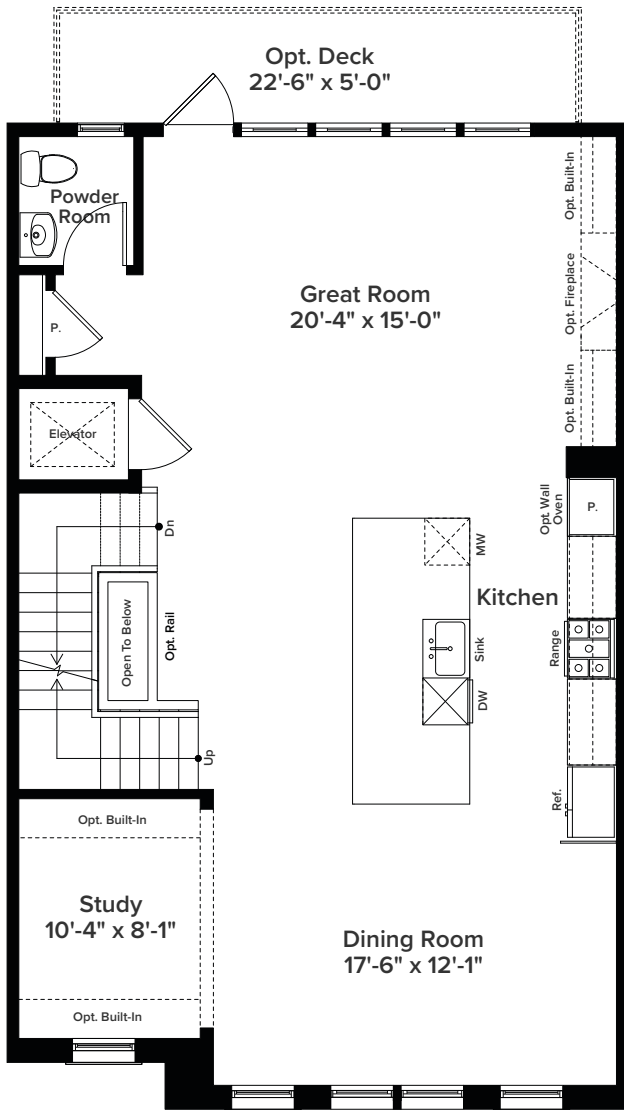 Opt. Deck
22'-6" x 5'-0"
Powder
Room
Opt. Built-In
Great Room
20'-4" x 15'-0"
Opt. Fireplace
P.
Opt. Built-In
Elevator
Opt. Wall
Oven
P.
Dn
MW
Kitchen
Open To Below
Opt. Rail
Sink
Range
DW
Up
Ref.
Opt. Built-In
Study
10'-4" x 8'-1"
Dining Room
17'-6" x 12'-1"
Opt. Built-In